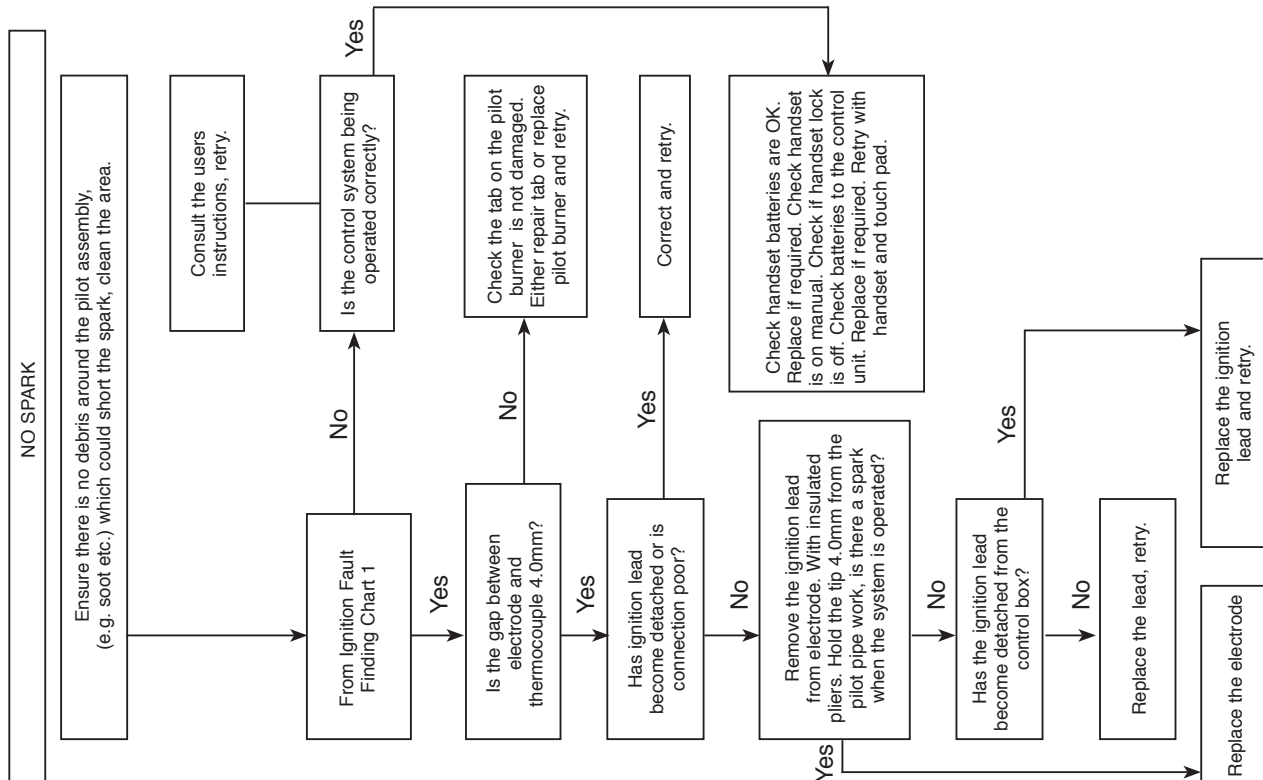 NO SPARK
Ensure there is no debris around the pilot assembly,
(e.g. soot etc.) which could short the spark, clean the area.
Consult the users
instructions, retry.
From Ignition Fault
Finding Chart 1
No
Is the control system being
operated correctly?
Yes
Yes
Is the gap between
electrode and
thermocouple 4.0mm?
No
Check the tab on the pilot
burner is not damaged.
Either repair tab or replace
pilot burner and retry.
Yes
Has ignition lead
become detached or is
connection poor?
Yes
Correct and retry.
No
Remove the ignition lead
from electrode. With insulated
pliers. Hold the tip 4.0mm from the
pilot pipe work, is there a spark
when the system is operated?
Check handset batteries are OK.
Replace if required. Check handset
is on manual. Check if handset lock
is off. Check batteries to the control
unit. Replace if required. Retry with
handset and touch pad.
Yes
No
Has the ignition lead
become detached from the
control box?
Yes
No
Replace the lead, retry.
Replace the electrode
Replace the ignition
lead and retry.